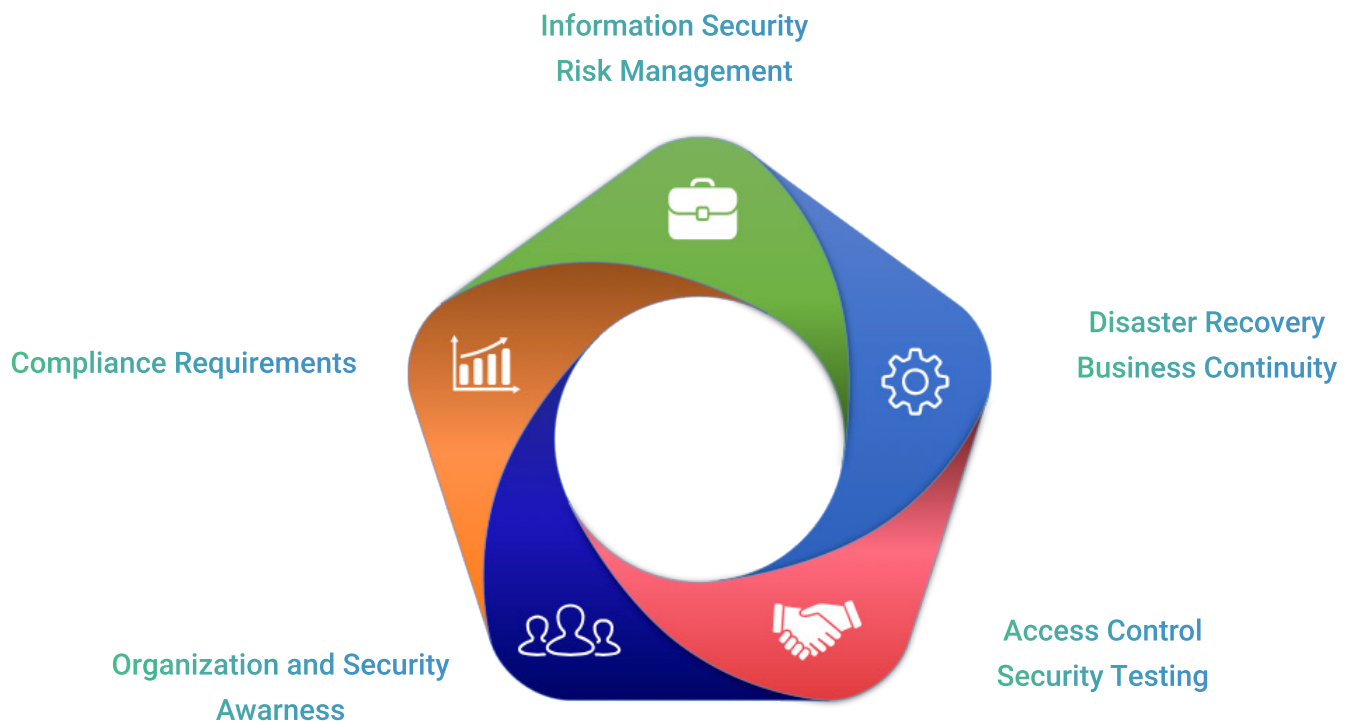 Information Security
Risk Management
Disaster Recovery
Business Continuity
Compliance Requirements
Access Control
Security Testing
Organization and Security
Awarness